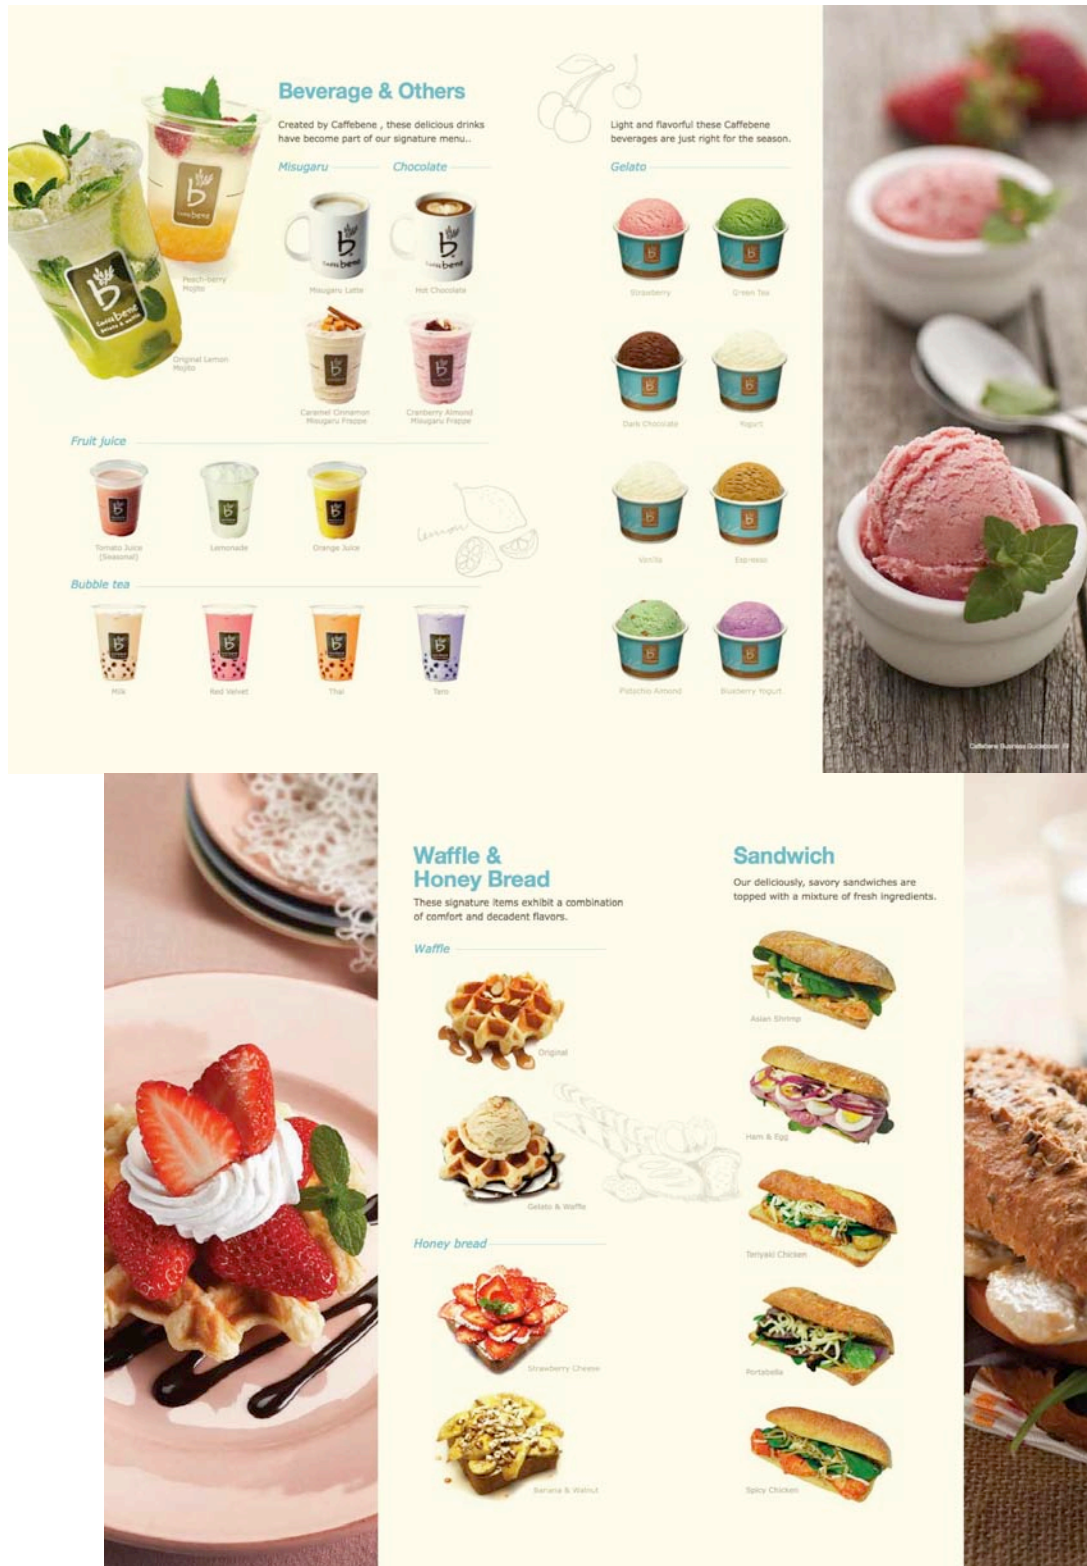 Beverage & Others
Created by Caffebene , these delicious drinks
have become part of our signature menu..
Misugaru
Chocolate
Peach-berry
Mojito
Original Lemon
Mojito
Misugaru Latte
Hot Chocolate
Caramel Cinnamon
Misugaru Frappe
Cranberry Almond
Misugaru Frappe
Fruit juice
Tomato Juice
(Seasonal)
Lemonade
Orange Juice
Lemon
Bubble tea
Milk
Red Velvet
Thai
Taro
Light and flavorful these Caffebene
beverages are just right for the season.
Gelato
Strawberry
Green Tea
Dark Chocolate
Yogurt
Vanilla
Espresso
Pistachio Almond
Blueberry Yogurt
Caffebene Business Guidebook
Waffle &
Honey Bread
These signature items exhibit a combination
of comfort and decadent flavors.
Waffle
Original
Gelato & Waffle
Honey bread
Strawberry Cheese
Banana & Walnut
Sandwich
Our deliciously, savory sandwiches are
topped with a mixture of fresh ingredients.
Asian Shrimp
Ham & Egg
Teriyaki Chicken
Portabella
Spicy Chicken